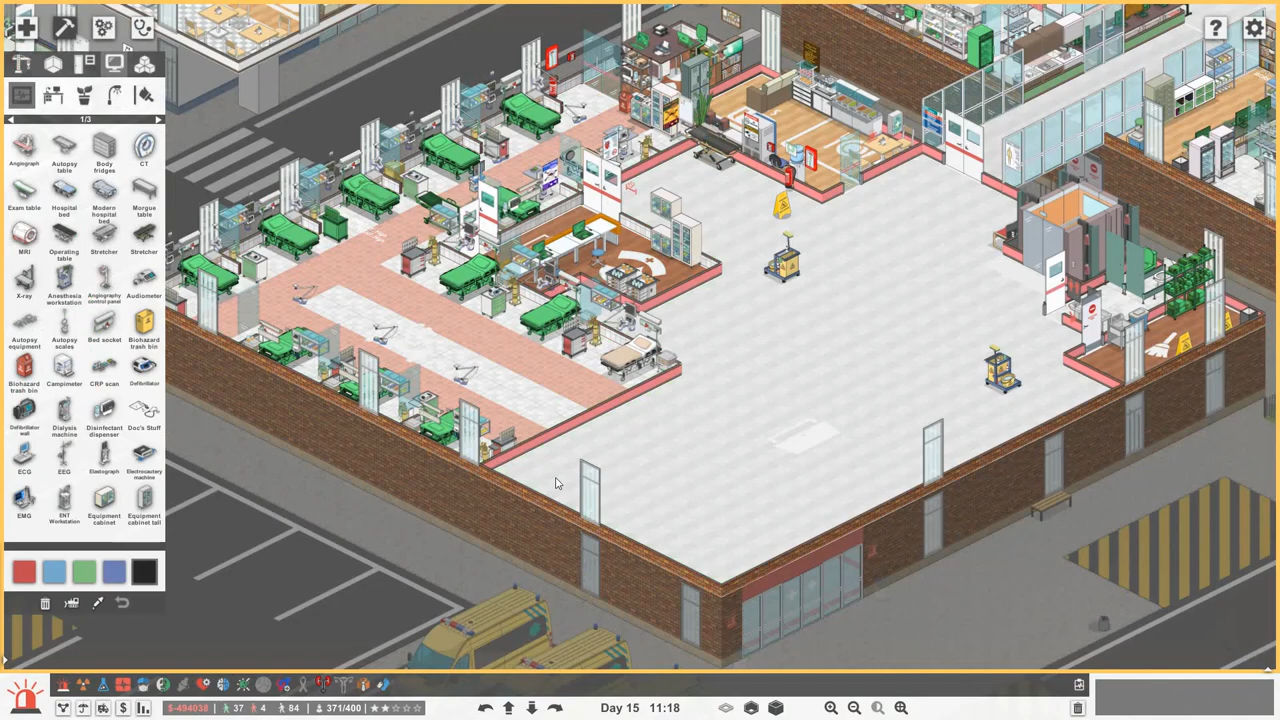 ?
1/3
Angiograph
Autopsy table
Body fridges
CT
Exam table
Hospital bed
Modern hospital bed
Morgue table
MRI
Operating table
Stretcher
Stretcher
X-ray
Anesthesia workstation
Angiography control panel
Audiometer
Autopsy equipment
Autopsy scales
Bed socket
Biohazard trash bin
Biohazard trash bin
Campimeter
CRP scan
Defibrillator
Defibrillator wall
Dialysis machine
Disinfectant dispenser
Doc's Stuff
ECG
EEG
Elastograph
Electrocautery machine
EMG
ENT Workstation
Equipment cabinet
Equipment cabinet tall
$-494038
37
4
84
371/400
Day 15 11:18